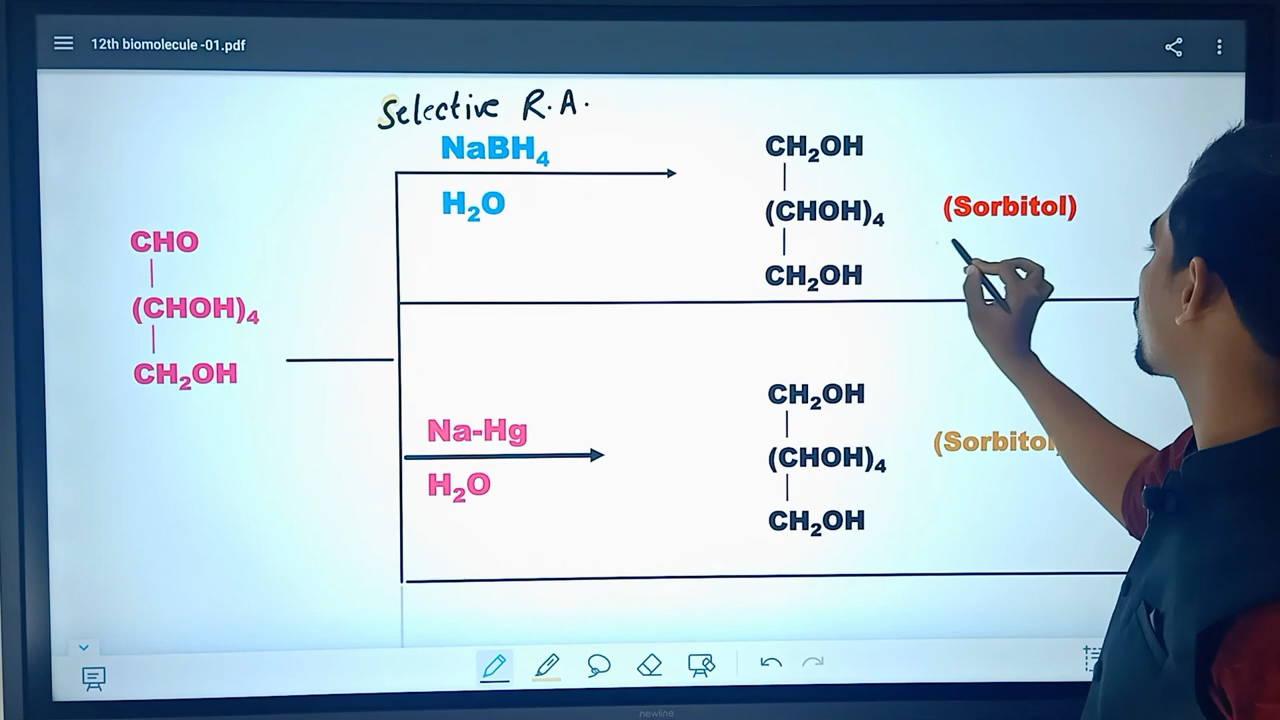 12th biomolecule -01.pdf
Selective R.A.
NaBH4
H2O
CH2OH
(CHOH)4
CH2OH
(Sorbitol)
CHO
(CHOH)4
CH2OH
Na-Hg
H2O
CH2OH
(CHOH)4
CH2OH
(Sorbitol
newline